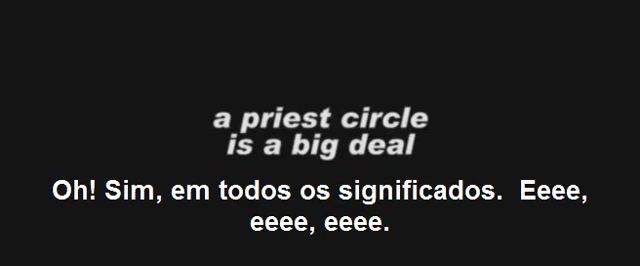 a priest circle
is a big deal
Oh! Sim, em todos os significados.  Eeee,
eeee, eeee.